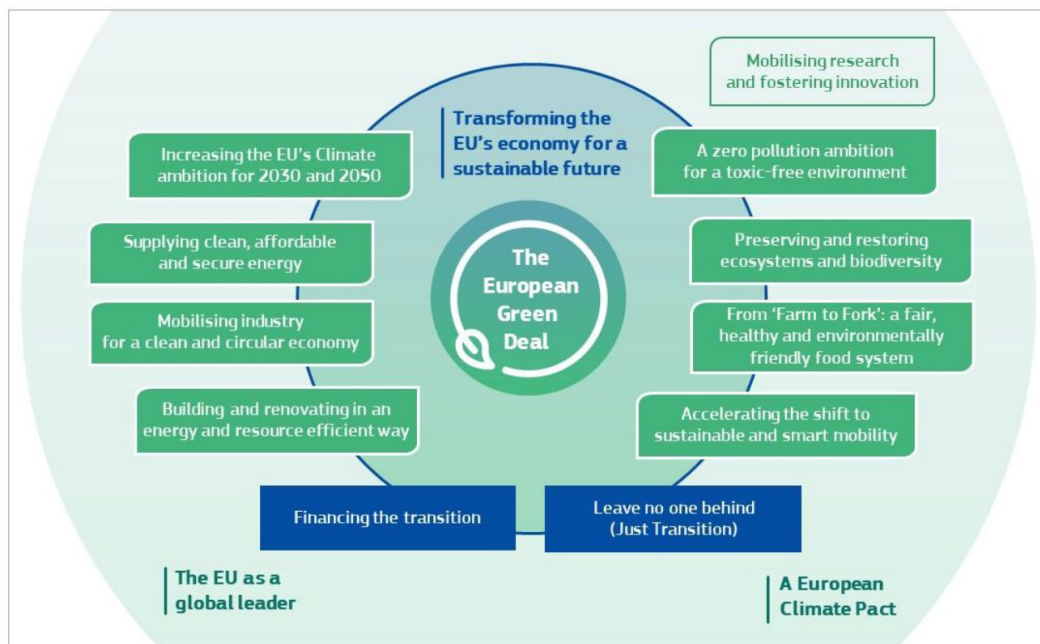 Mobilising research
and fostering innovation
Transforming the
EU's economy for a
sustainable future
Increasing the EU's Climate
ambition for 2030 and 2050
A zero pollution ambition
for a toxic-free environment
Supplying clean, affordable
and secure energy
Preserving and restoring
ecosystems and biodiversity
The
European
Green
Deal
Mobilising industry
for a clean and circular economy
From ‘Farm to Fork’: a fair,
healthy and environmentally
friendly food system
Building and renovating in an
energy and resource efficient way
Accelerating the shift to
sustainable and smart mobility
Financing the transition
Leave no one behind
(Just Transition)
The EU as a
global leader
A European
Climate Pact